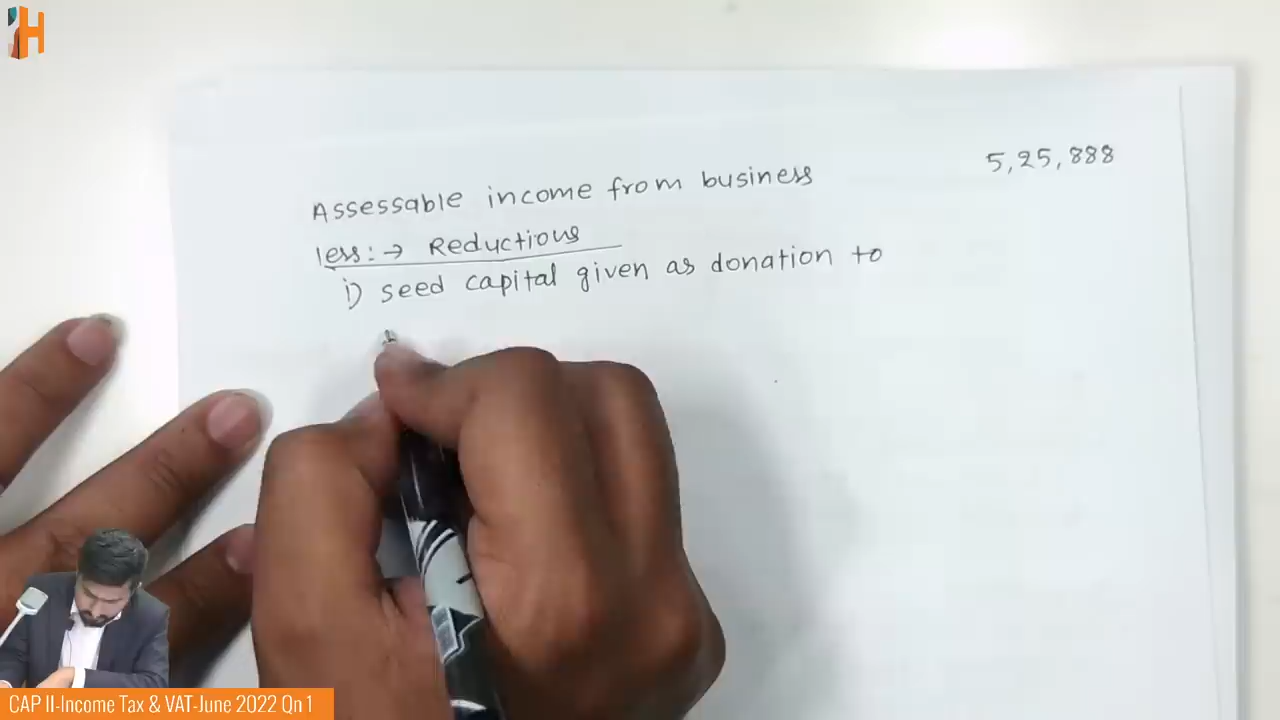 H
Assessable income from business 5,25,888
less:→ Reductions
i) seed capital given as donation to
CAP II-Income Tax & VAT-June 2022 Qn 1